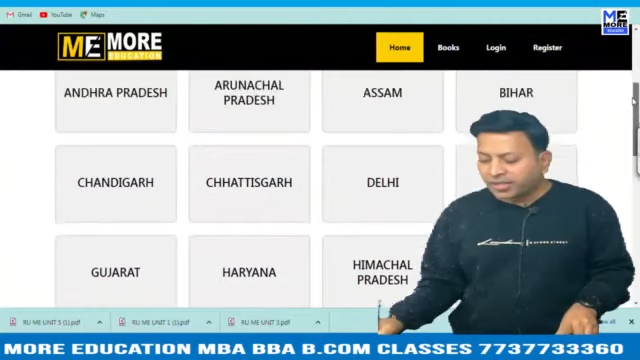 Gmail YouTube Maps
ME MORE EDUCATION
Home Books Login Register
ME MORE
ANDHRA PRADESH
ARUNACHAL PRADESH
ASSAM
BIHAR
CHANDIGARH
CHHATTISGARH
DELHI
GUJARAT
HARYANA
HIMACHAL PRADESH
RU ME UNIT 5 (1).pdf
RU ME UNIT 1 (1).pdf
RU ME UNIT 3.pdf
MORE EDUCATION MBA BBA B.COM CLASSES 7737733360